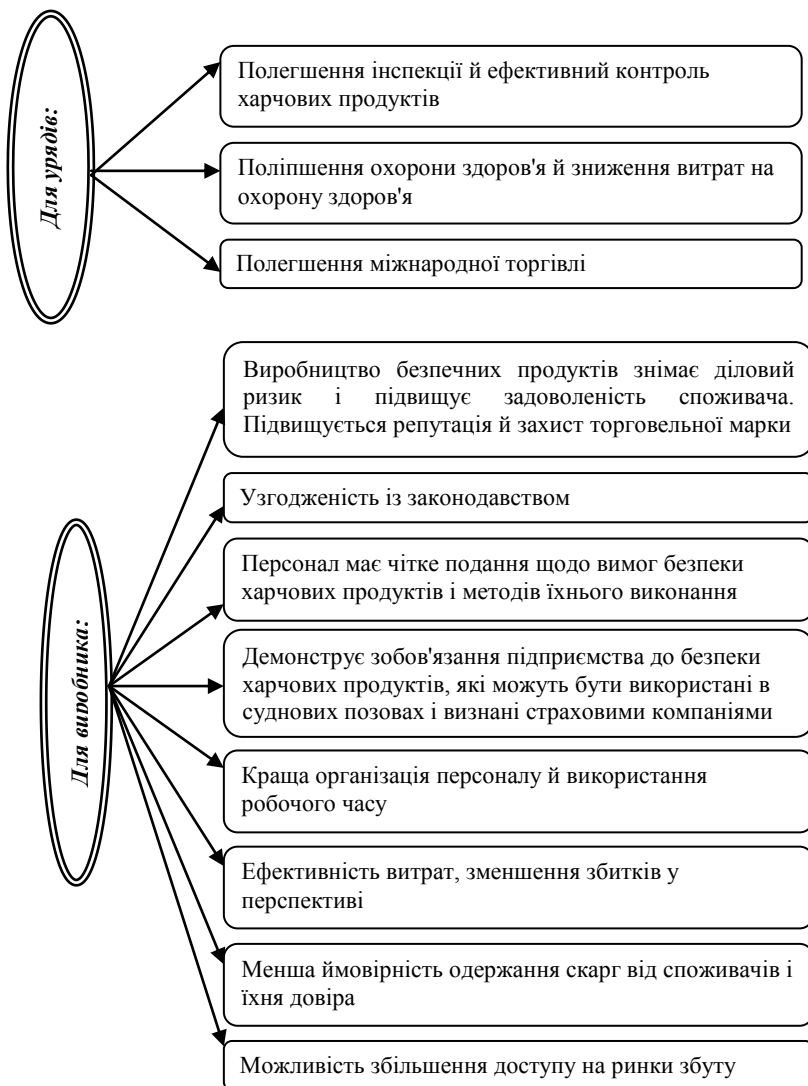 Для урядів:
Полегшення інспекції й ефективний контроль
харчових продуктів
Поліпшення охорони здоров'я й зниження витрат на
охорону здоров'я
Полегшення міжнародної торгівлі
Для виробника:
Виробництво безпечних продуктів знімає діловий
ризик і підвищує задоволеність споживача.
Підвищується репутація й захист торговельної марки
Узгодженість із законодавством
Персонал має чітке подання щодо вимог безпеки
харчових продуктів і методів їхнього виконання
Демонструє зобов'язання підприємства до безпеки
харчових продуктів, які можуть бути використані в
суднових позовах і визнані страховими компаніями
Краща організація персоналу й використання
робочого часу
Ефективність витрат, зменшення збитків у
перспективі
Менша ймовірність одержання скарг від споживачів і
їхня довіра
Можливість збільшення доступу на ринки збуту